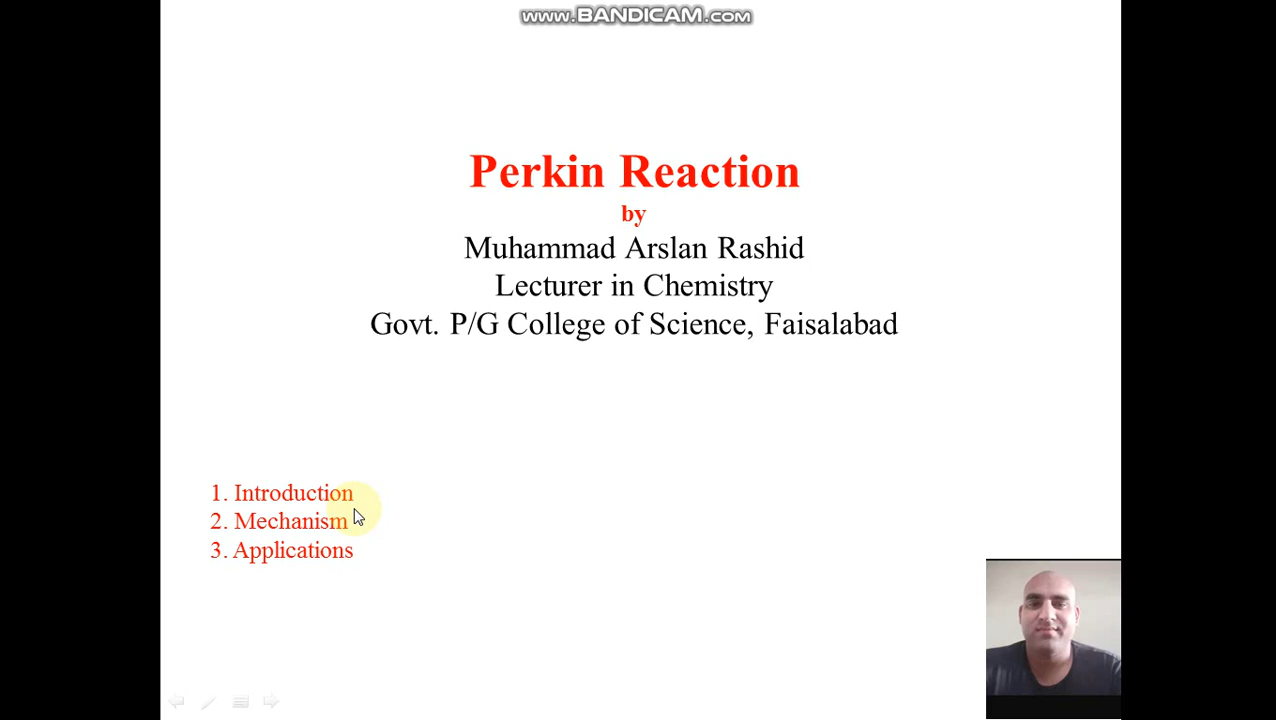 www.BANDICAM.com
Perkin Reaction
by
Muhammad Arslan Rashid
Lecturer in Chemistry
Govt. P/G College of Science, Faisalabad
1. Introduction
2. Mechanism
3. Applications